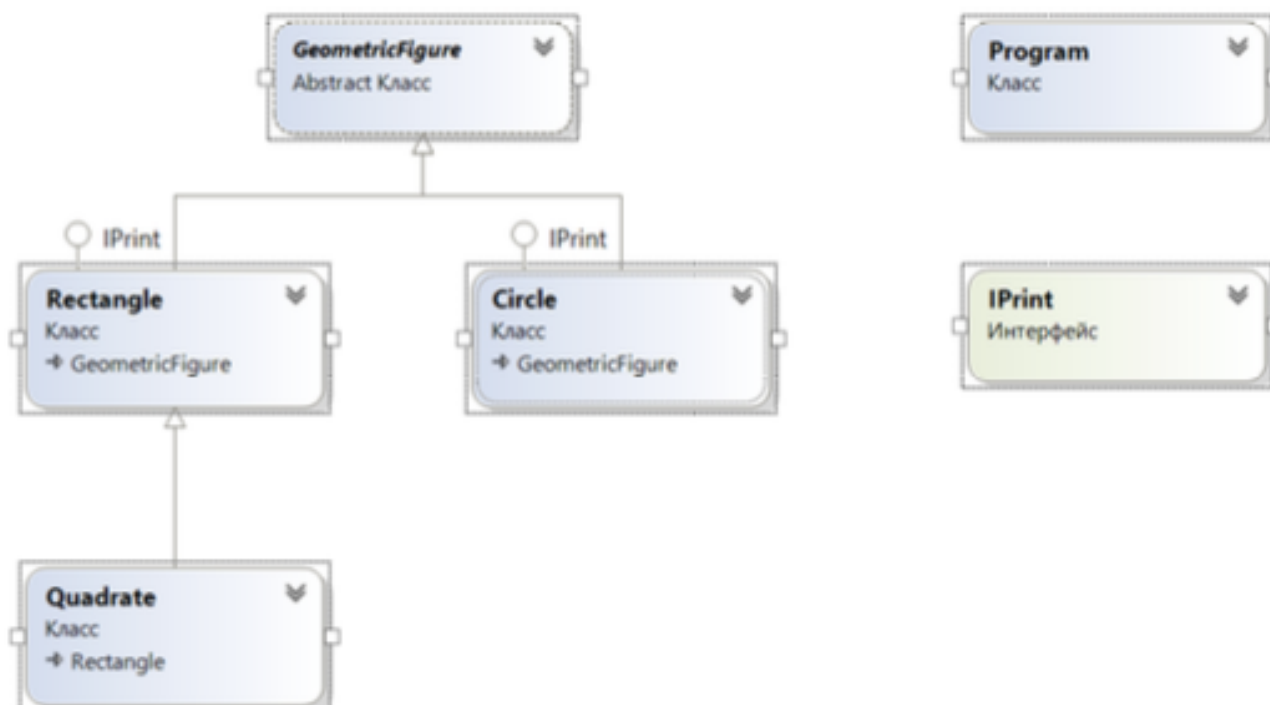 GeometricFigure
Abstract Класс
Program
Класс
IPrint
IPrint
Rectangle
Класс
GeometricFigure
Circle
Класс
GeometricFigure
IPrint
Интерфейс
Quadrate
Класс
Rectangle